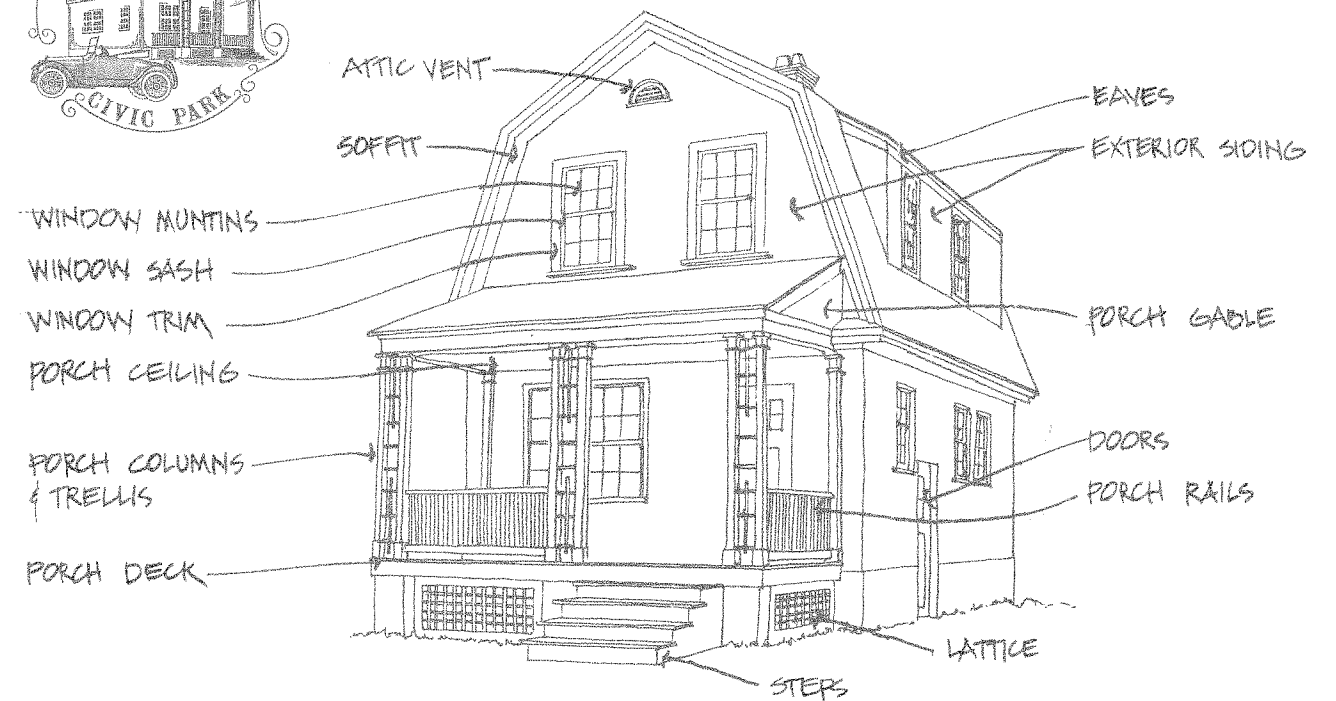 CIVIC PARK
ATTIC VENT
SOFFIT
WINDOW MUNTINS
WINDOW SASH
WINDOW TRIM
PORCH CEILING
PORCH COLUMNS
& TRELLIS
PORCH DECK
EAVES
EXTERIOR SIDING
PORCH GABLE
DOORS
PORCH RAILS
LATTICE
STEPS